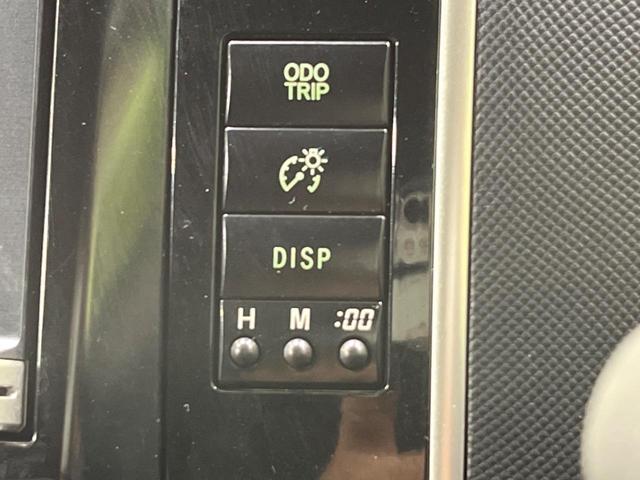 ODO
TRIP
DISP
H M :00